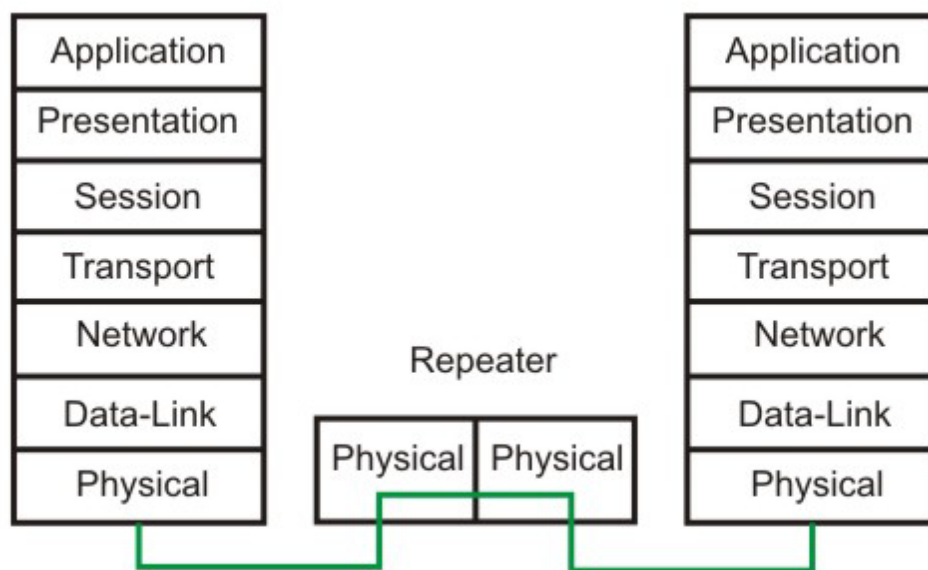 Application
Presentation
Session
Transport
Network
Data-Link
Physical
Repeater
Physical
Physical
Application
Presentation
Session
Transport
Network
Data-Link
Physical